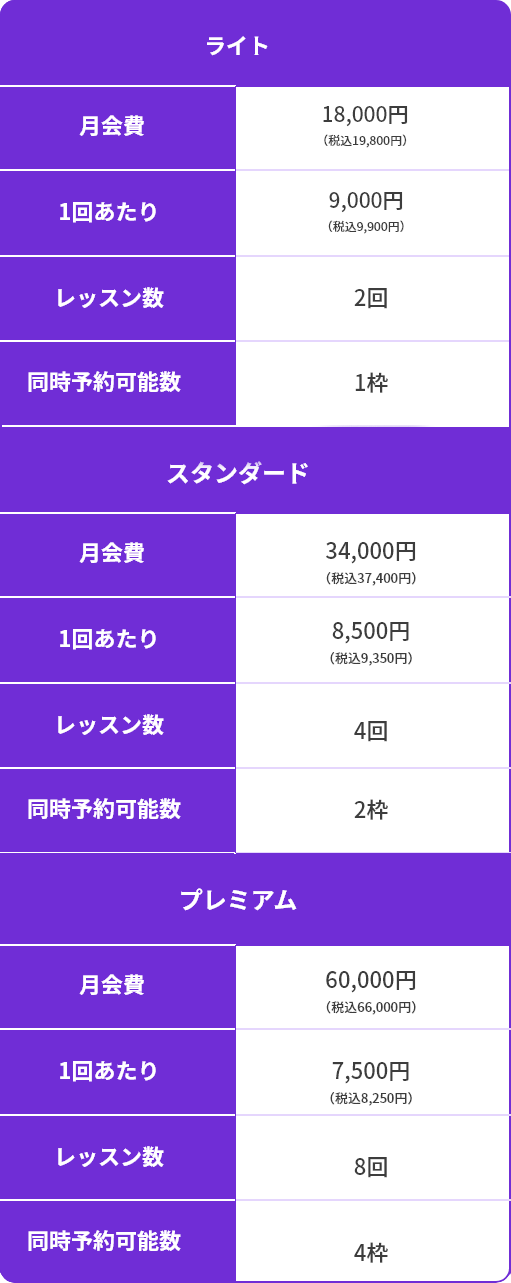 ライト
月会費
18,000円
（税込19,800円）
1回あたり
9,000円
（税込9,900円）
レッスン数
2回
同時予約可能数
1枠
スタンダード
月会費
34,000円
（税込37,400円）
1回あたり
8,500円
（税込9,350円）
レッスン数
4回
同時予約可能数
2枠
プレミアム
月会費
60,000円
（税込66,000円）
1回あたり
7,500円
（税込8,250円）
レッスン数
8回
同時予約可能数
4枠